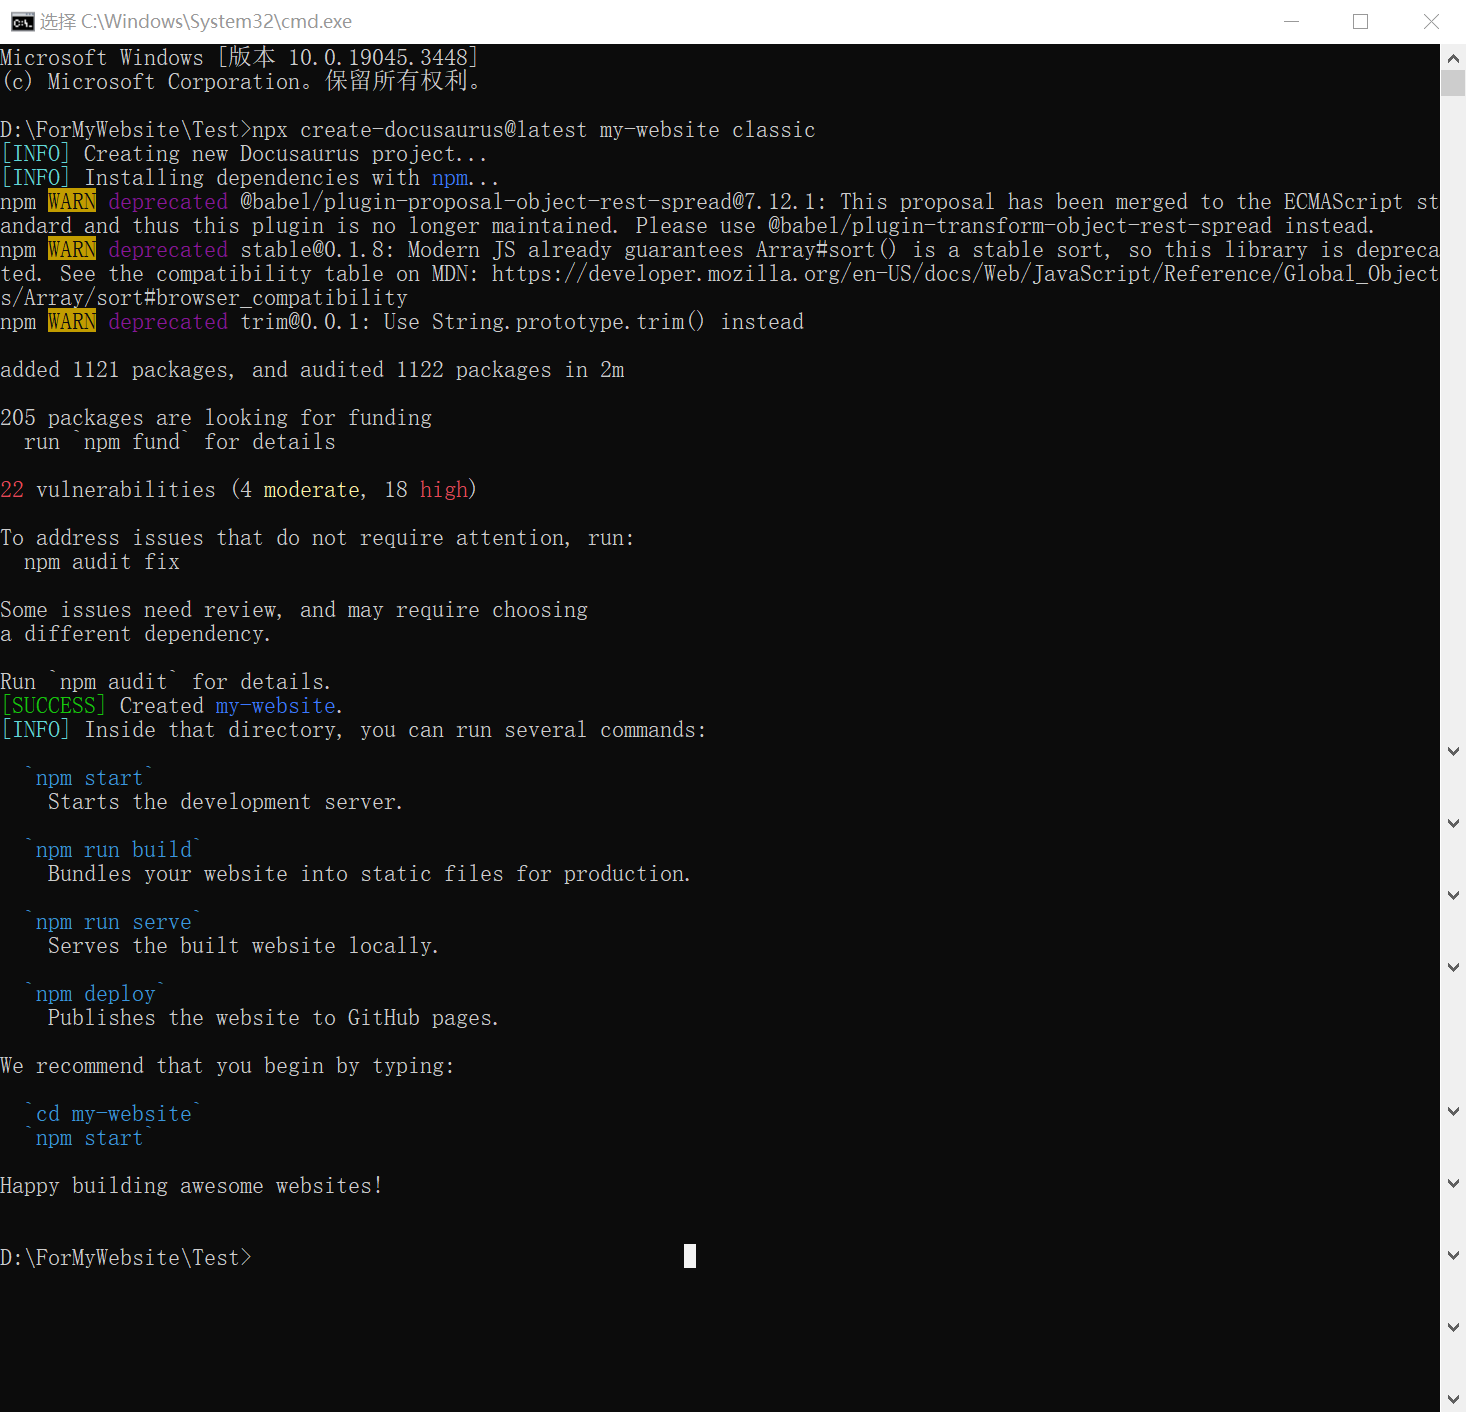 选择 C:\Windows\System32\cmd.exe
Microsoft Windows [版本 10.0.19045.3448]
(c) Microsoft Corporation。保留所有权利。
D:\ForMyWebsite\Test>npx create-docusaurus@latest my-website classic
[INFO] Creating new Docusaurus project...
[INFO] Installing dependencies with npm...
npm WARN deprecated @babel/plugin-proposal-object-rest-spread@7.12.1: This proposal has been merged to the ECMAScript st
andard and thus this plugin is no longer maintained. Please use @babel/plugin-transform-object-rest-spread instead.
npm WARN deprecated stable@0.1.8: Modern JS already guarantees Array#sort() is a stable sort, so this library is depreca
ted. See the compatibility table on MDN: https://developer.mozilla.org/en-US/docs/Web/JavaScript/Reference/Global_Object
s/Array/sort#browser_compatibility
npm WARN deprecated trim@0.0.1: Use String.prototype.trim() instead
added 1121 packages, and audited 1122 packages in 2m
205 packages are looking for funding
  run `npm fund` for details
22 vulnerabilities (4 moderate, 18 high)
To address issues that do not require attention, run:
  npm audit fix
Some issues need review, and may require choosing
a different dependency.
Run `npm audit` for details.
[SUCCESS] Created my-website.
[INFO] Inside that directory, you can run several commands:
  `npm start`
    Starts the development server.
  `npm run build`
    Bundles your website into static files for production.
  `npm run serve`
    Serves the built website locally.
  `npm deploy`
    Publishes the website to GitHub pages.
We recommend that you begin by typing:
  `cd my-website`
  `npm start`
Happy building awesome websites!
D:\ForMyWebsite\Test>